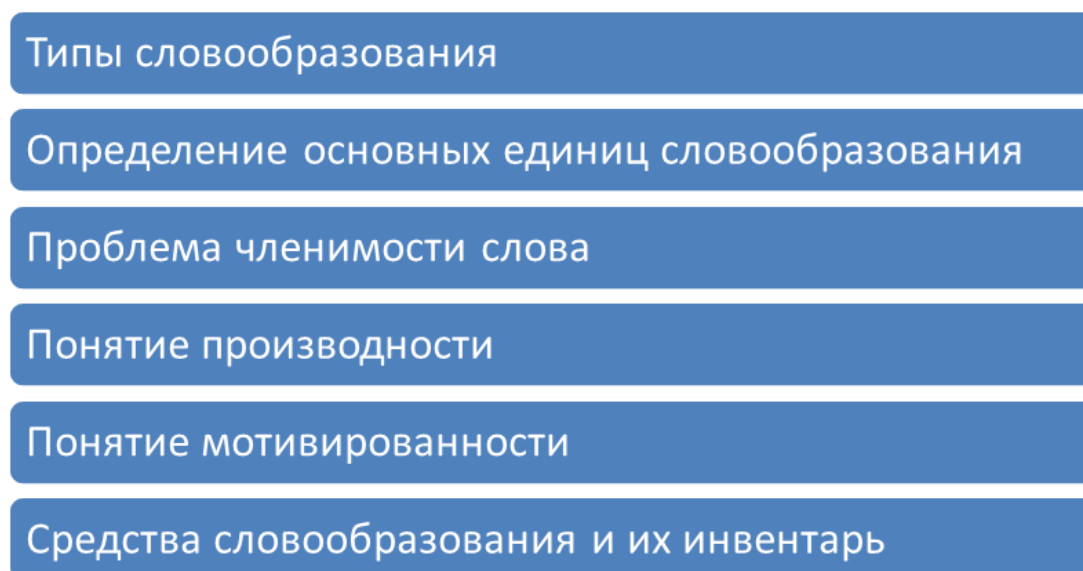 Типы словообразования
Определение основных единиц словообразования
Проблема членимости слова
Понятие производности
Понятие мотивированности
Средства словообразования и их инвентарь